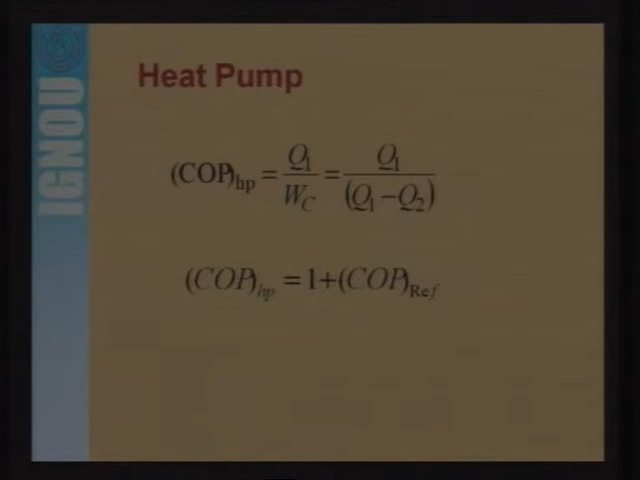 IGNOU
Heat Pump
(COP)hp = Q1/WC = Q1/(Q1−Q2)
(COP)hp = 1+(COP)Ref